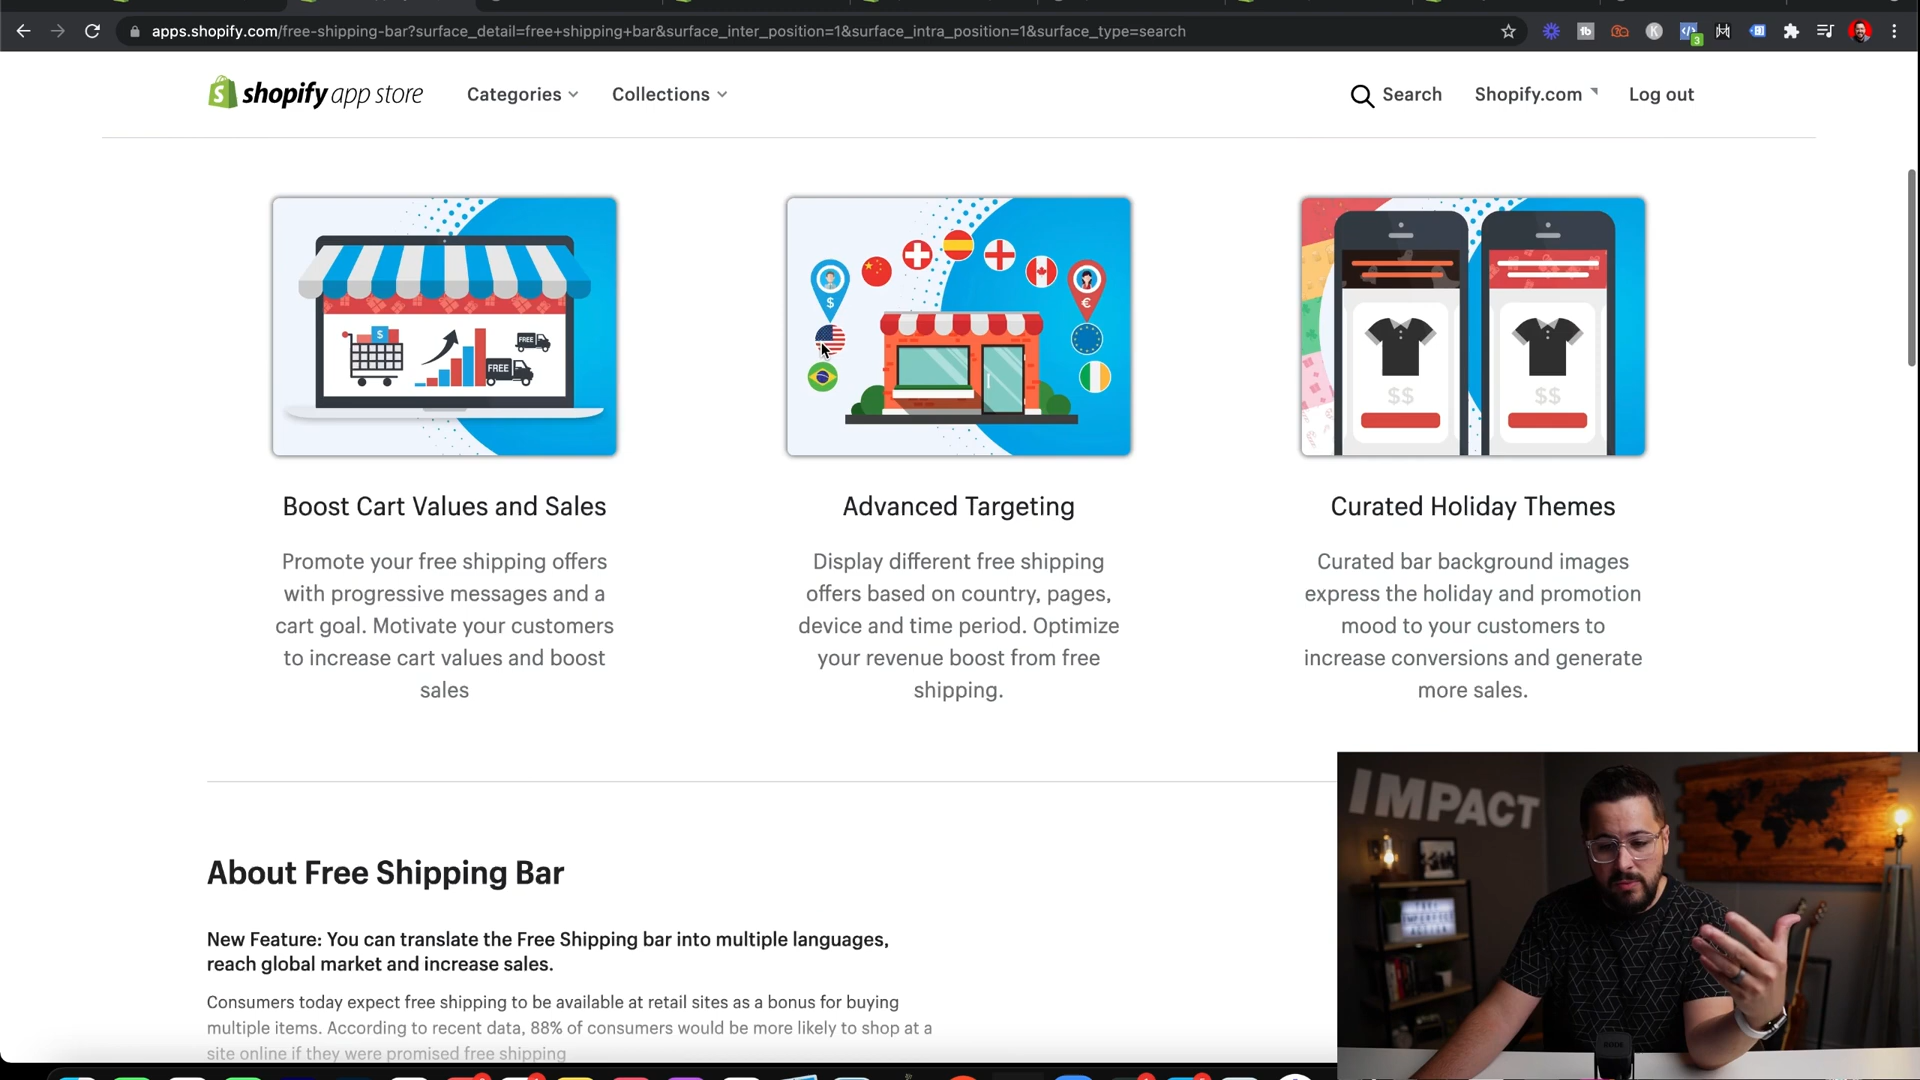 apps.shopify.com/free-shipping-bar?surface_detail=free+shipping+bar&surface_inter_position=1&surface_intra_position=1&surface_type=search
shopify app store
Categories
Collections
Search
Shopify.com
Log out
$
FREE
FREE
$
€
$$
$$
Boost Cart Values and Sales
Promote your free shipping offers
with progressive messages and a
cart goal. Motivate your customers
to increase cart values and boost
sales
Advanced Targeting
Display different free shipping
offers based on country, pages,
device and time period. Optimize
your revenue boost from free
shipping.
Curated Holiday Themes
Curated bar background images
express the holiday and promotion
mood to your customers to
increase conversions and generate
more sales.
About Free Shipping Bar
New Feature: You can translate the Free Shipping bar into multiple languages,
reach global market and increase sales.
Consumers today expect free shipping to be available at retail sites as a bonus for buying
multiple items. According to recent data, 88% of consumers would be more likely to shop at a
site online if they were promised free shipping
IMPACT
TAKE
IMPERFECT
ACTION
RODE
3